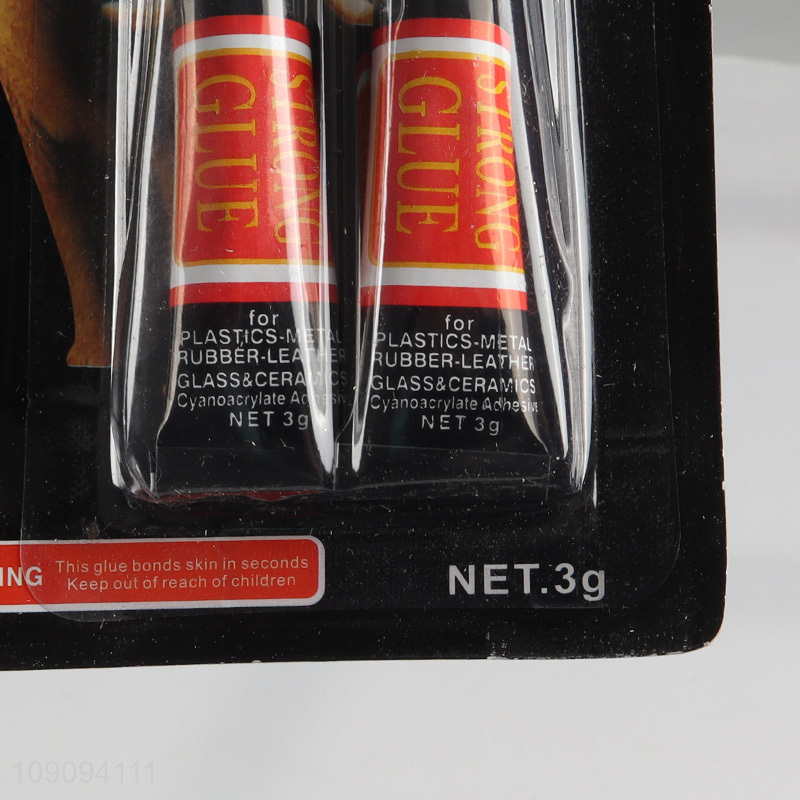 STRONG
GLUE
for
PLASTICS-METAL
RUBBER-LEATHER
GLASS&CERAMICS
Cyanoacrylate Adhesive
NET 3g
STRONG
GLUE
for
PLASTICS-METAL
RUBBER-LEATHER
GLASS&CERAMICS
Cyanoacrylate Adhesive
NET 3g
ING
This glue bonds skin in seconds
Keep out of reach of children
NET.3g
109094111